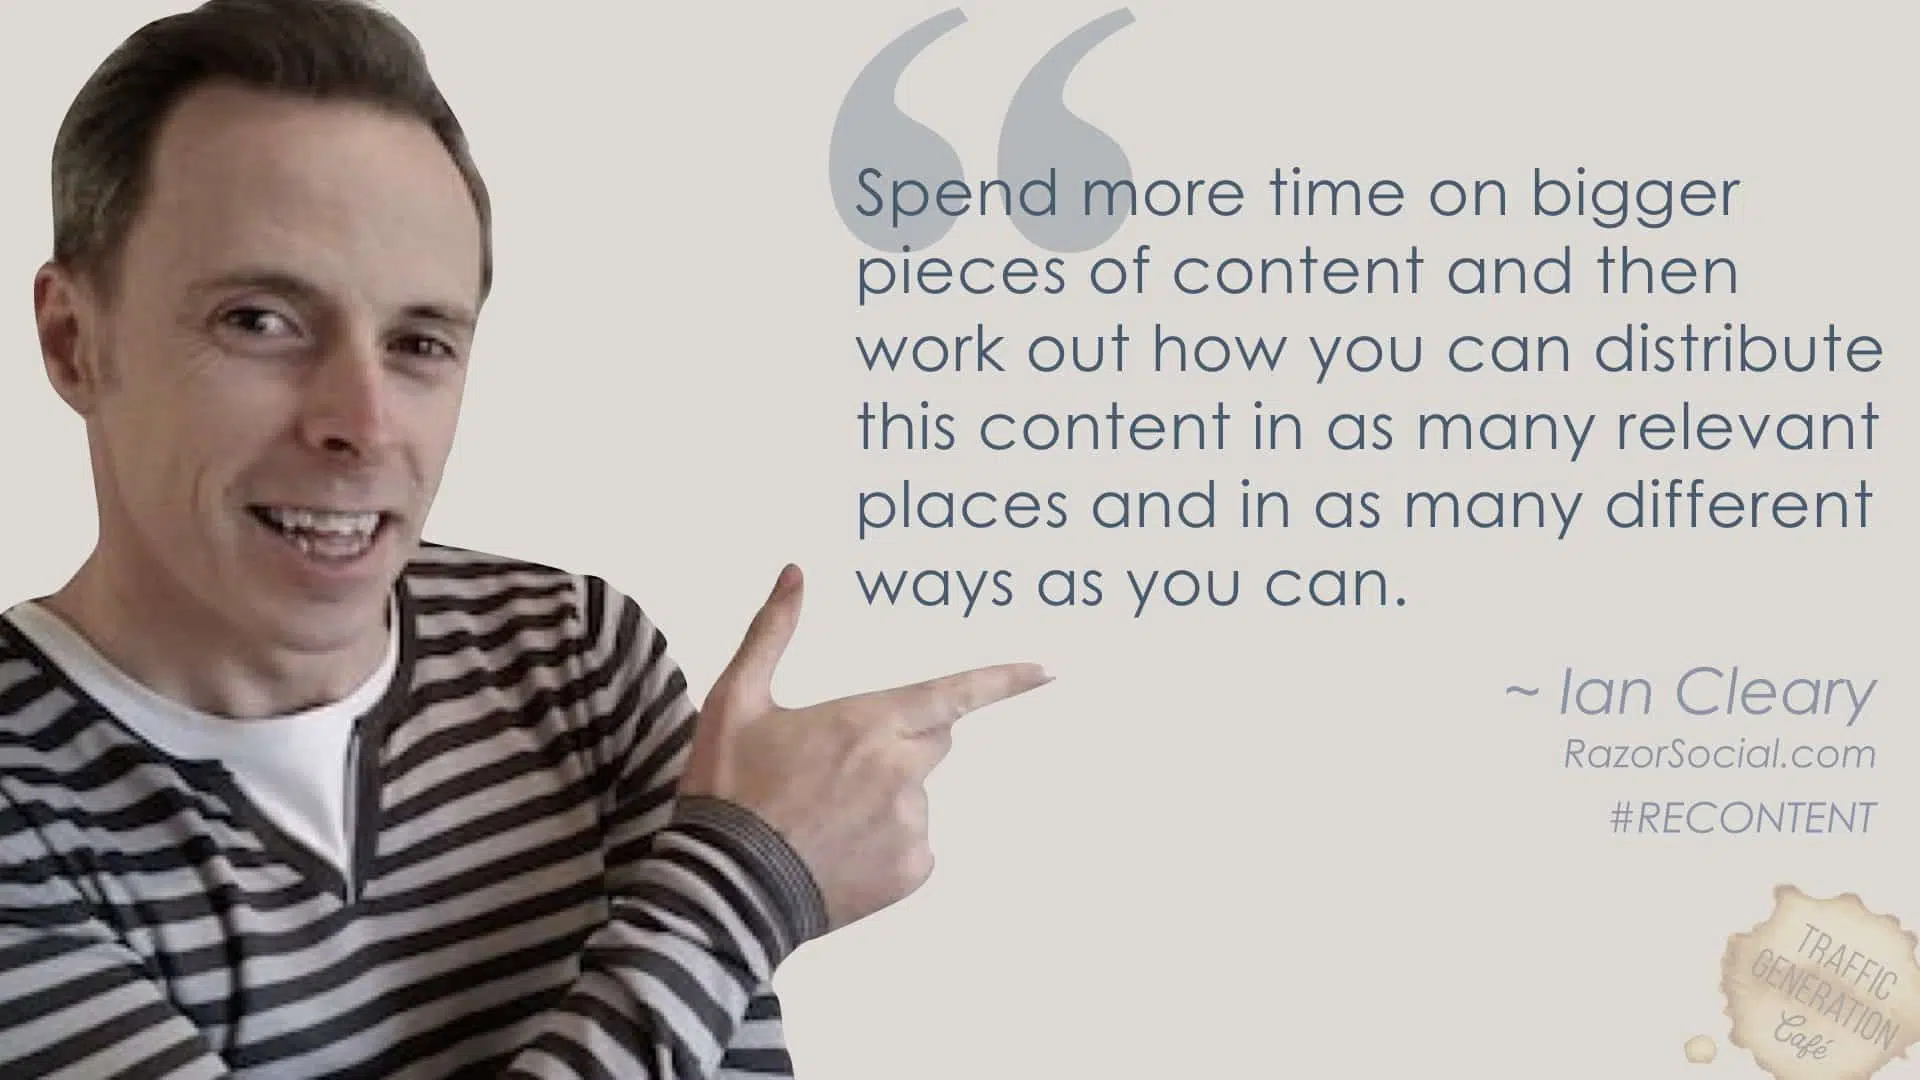 Spend more time on bigger
pieces of content and then
work out how you can distribute
this content in as many relevant
places and in as many different
ways as you can.
~ Ian Cleary
RazorSocial.com
#RECONTENT
TRAFFIC
GENERATION
Café